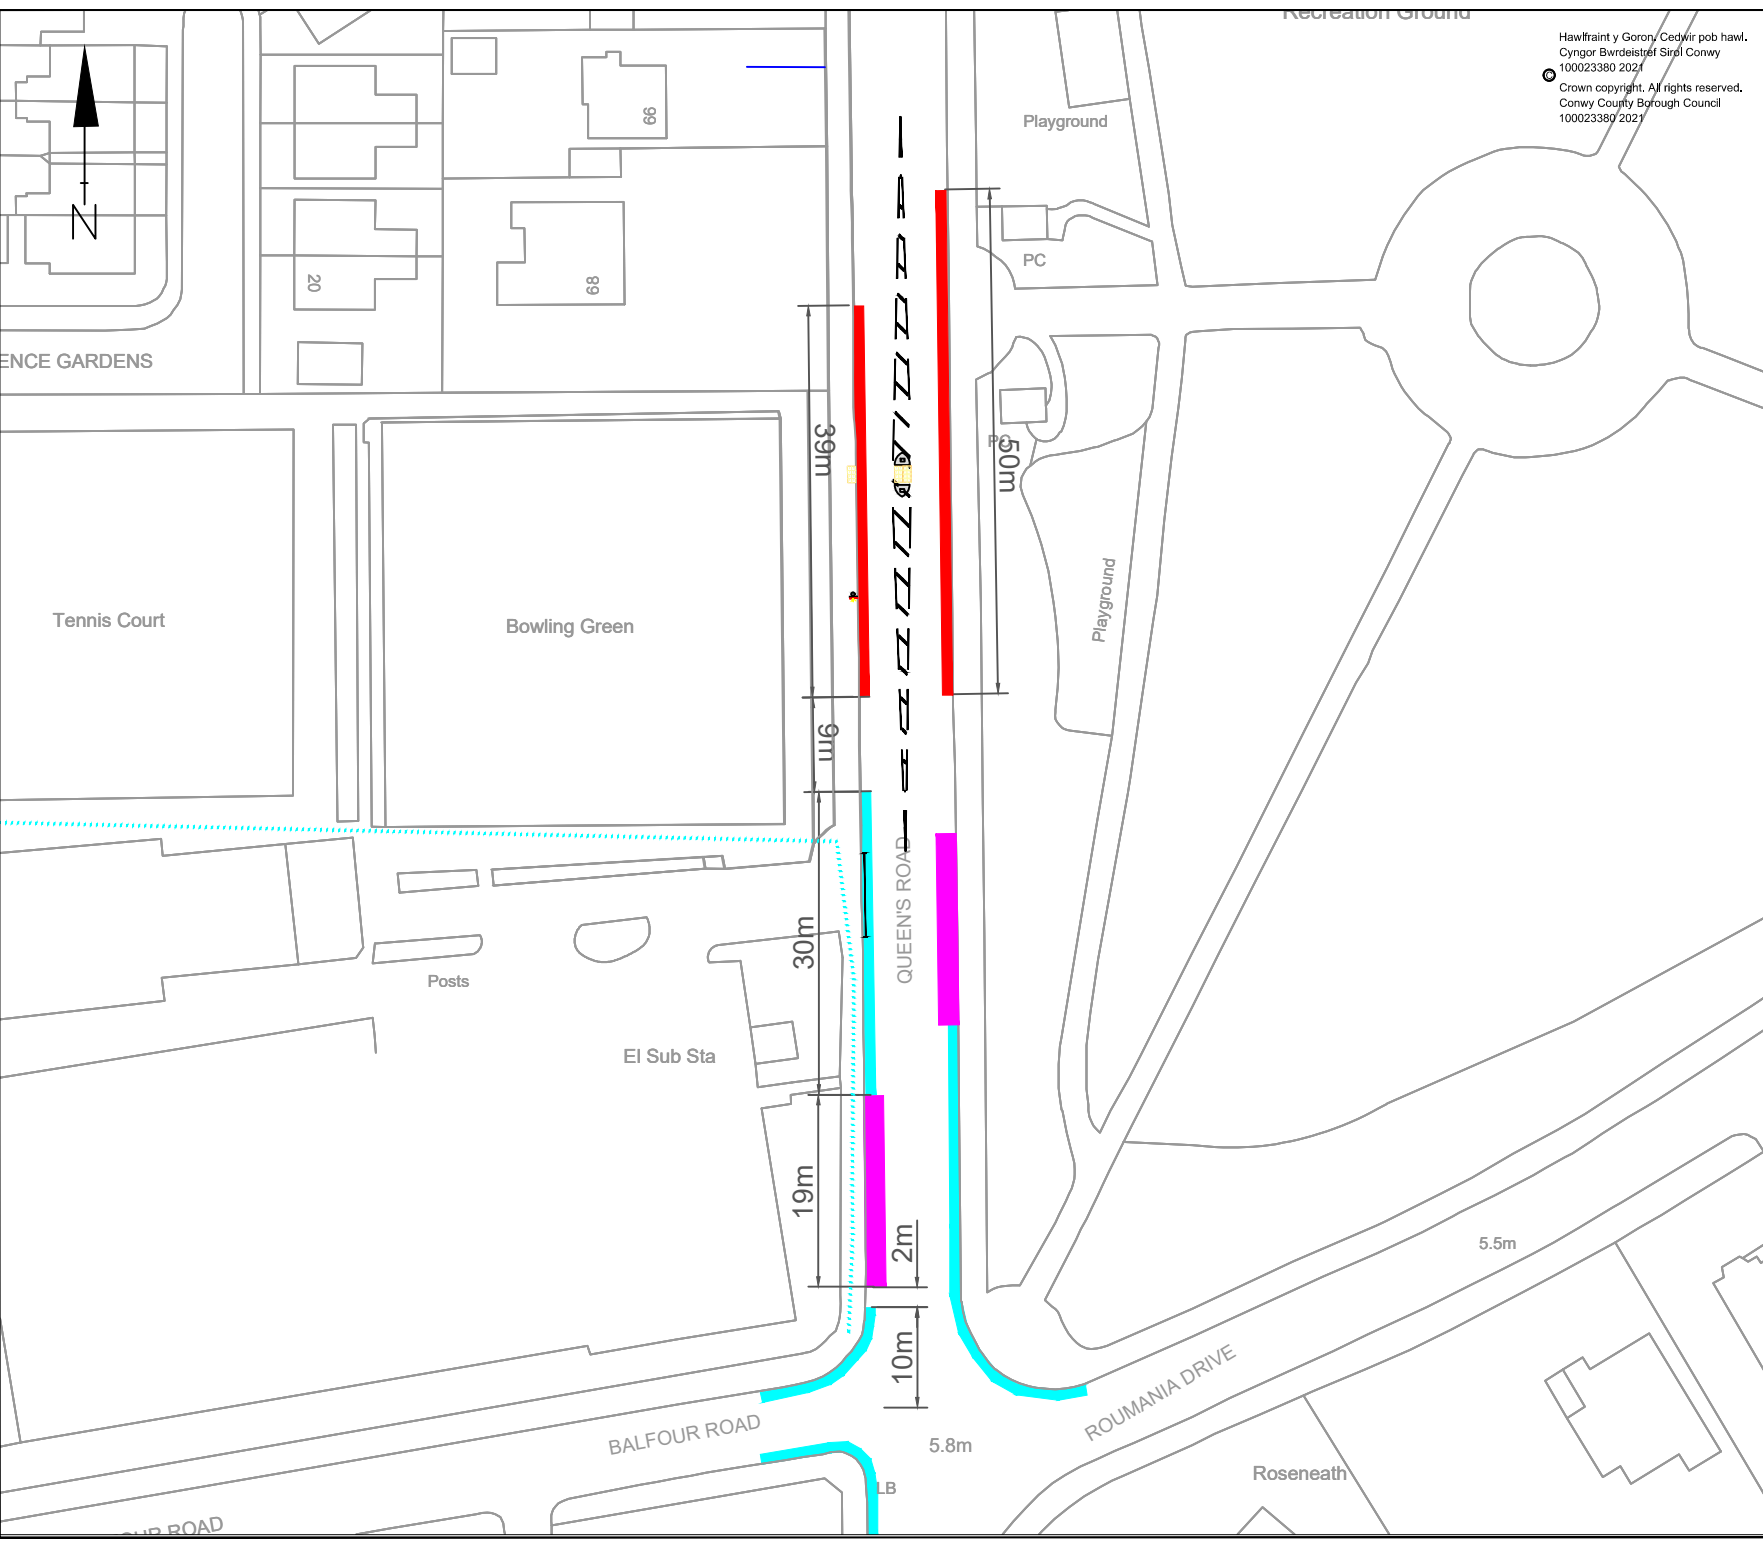 Recreation Ground
Hawlfraint y Goron. Cedwir pob hawl.
Cyngor Bwrdeistref Sirol Conwy
100023380 2021
©
Crown copyright. All rights reserved.
Conwy County Borough Council
100023380 2021
N
99
Playground
20
68
PC
ENCE GARDENS
39m
PC
50m
Tennis Court
Bowling Green
Playground
9m
QUEEN'S ROAD
30m
Posts
El Sub Sta
19m
2m
5.5m
10m
ROUMANIA DRIVE
BALFOUR ROAD
5.8m
Roseneath
LB
ROAD